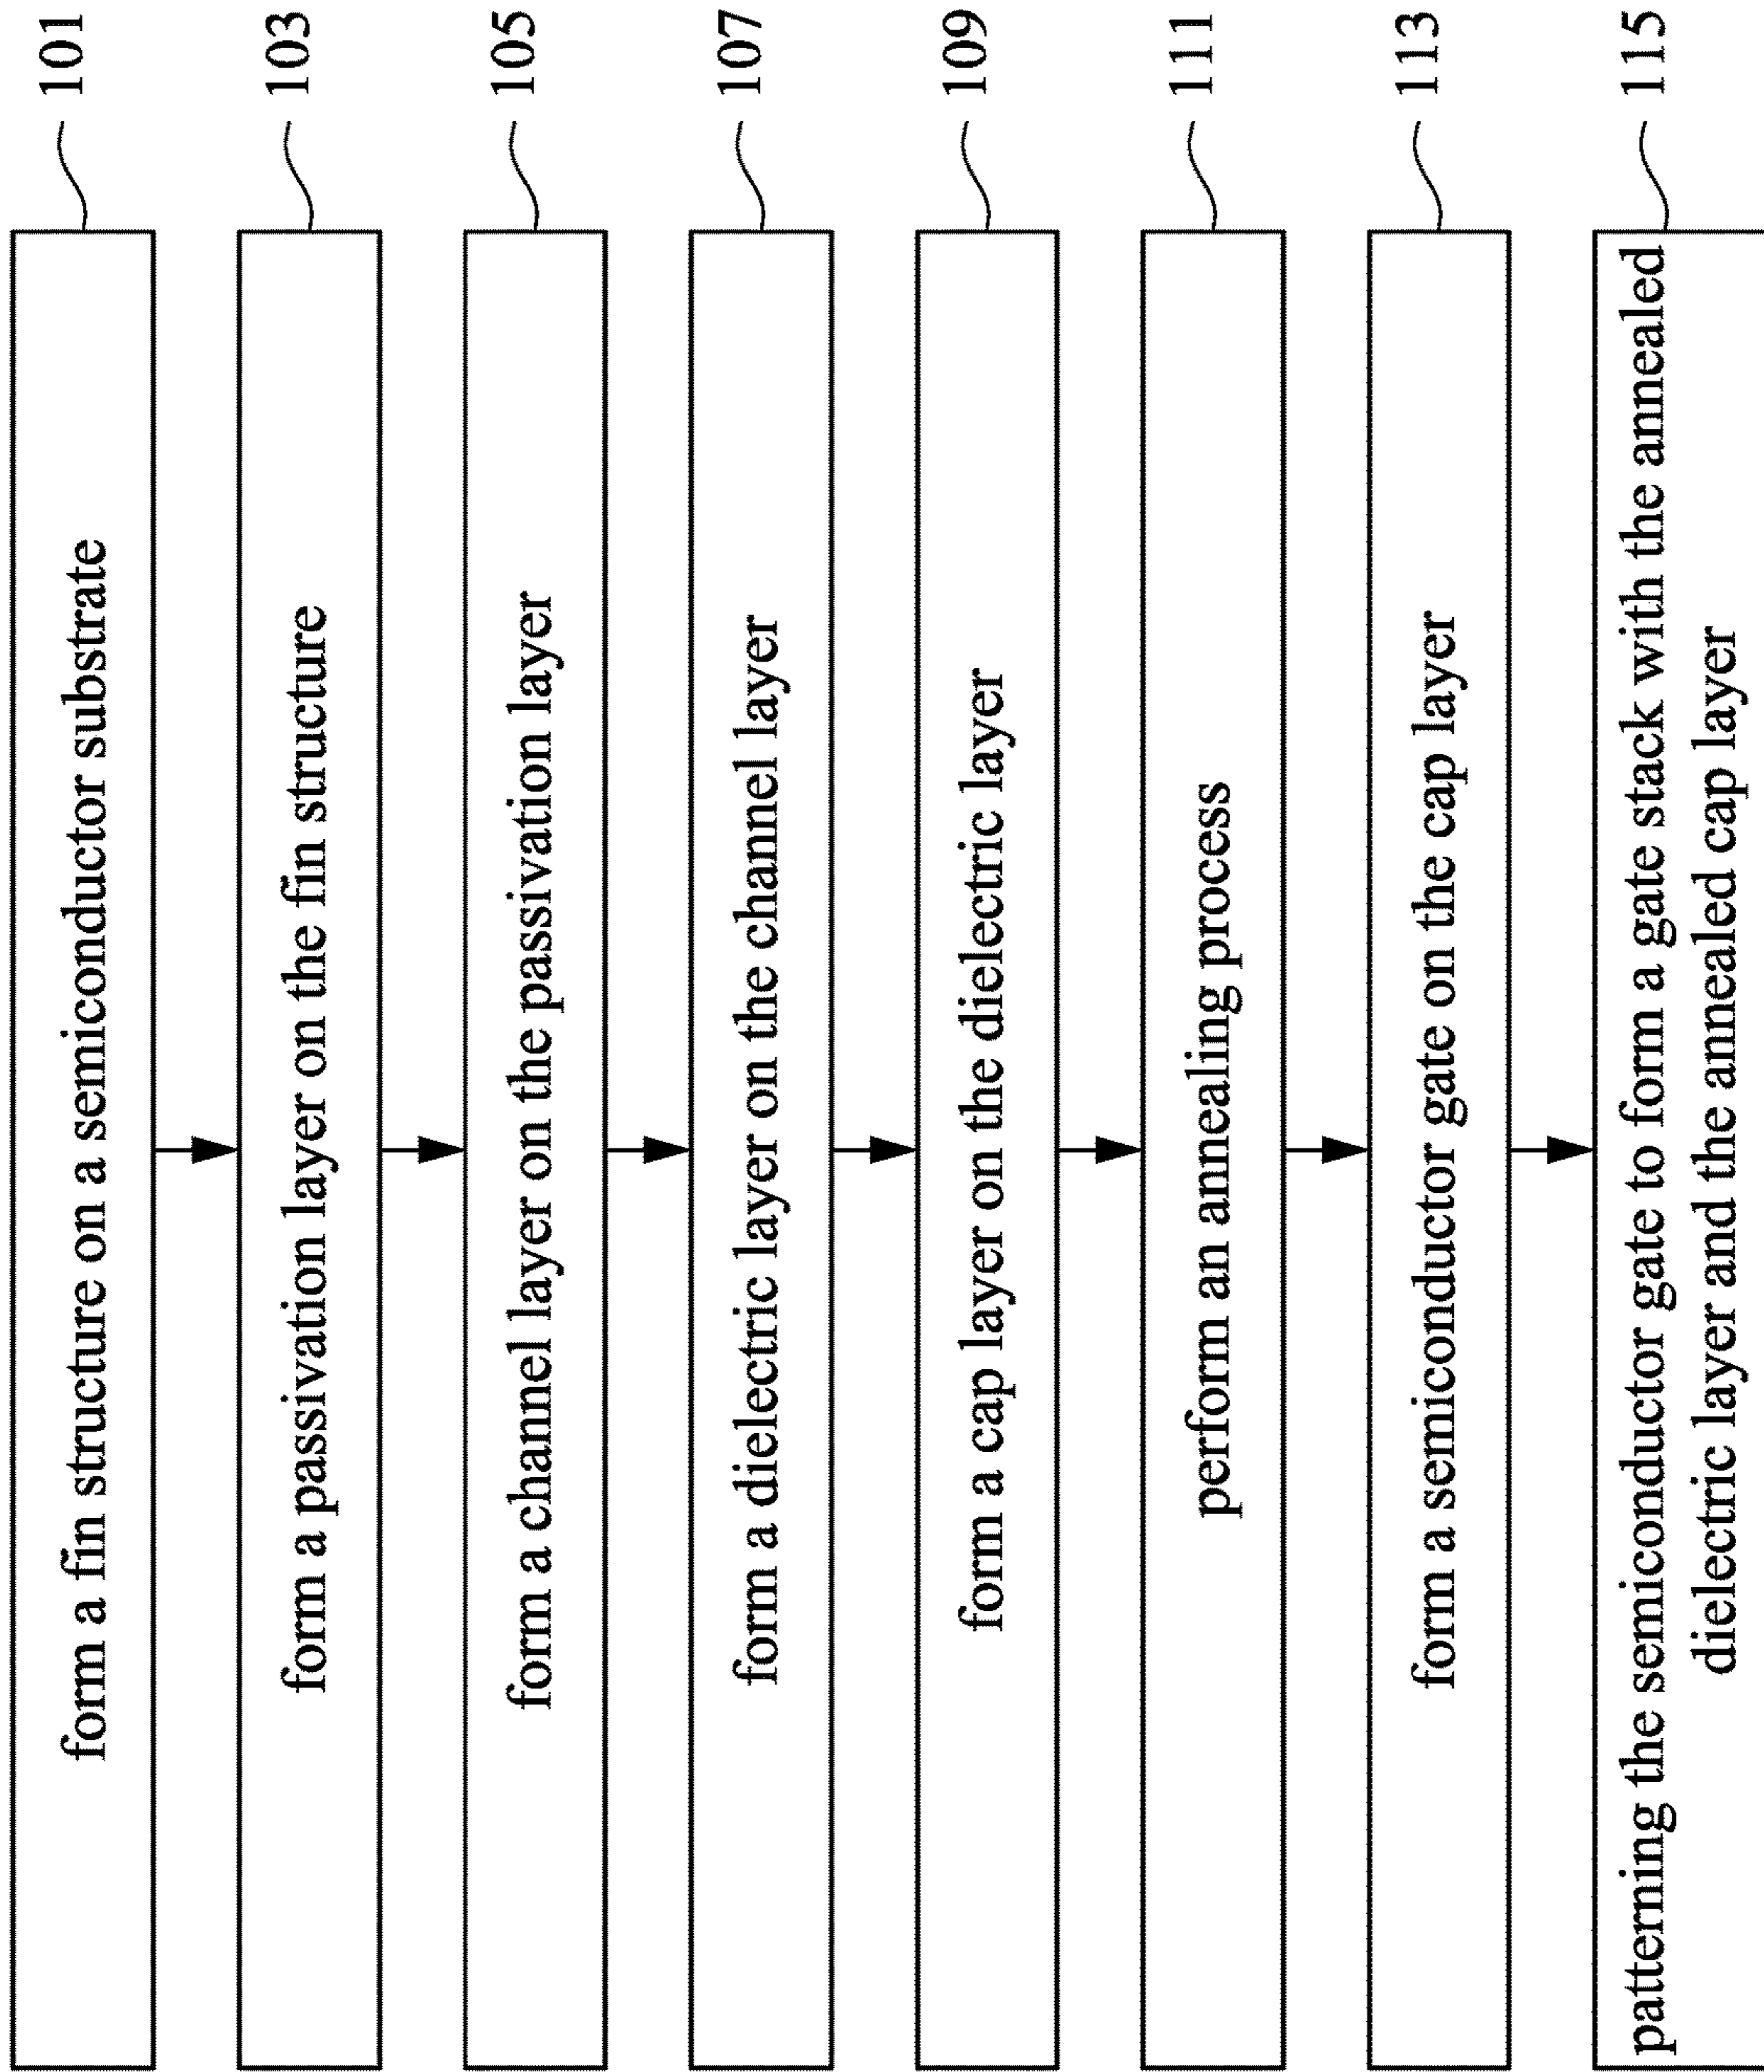 form a fin structure on a semiconductor substrate
101
form a passivation layer on the fin structure
103
form a channel layer on the passivation layer
105
form a dielectric layer on the channel layer
107
form a cap layer on the dielectric layer
109
perform an annealing process
111
form a semiconductor gate on the cap layer
113
patterning the semiconductor gate to form a gate stack with the annealed
dielectric layer and the annealed cap layer
115